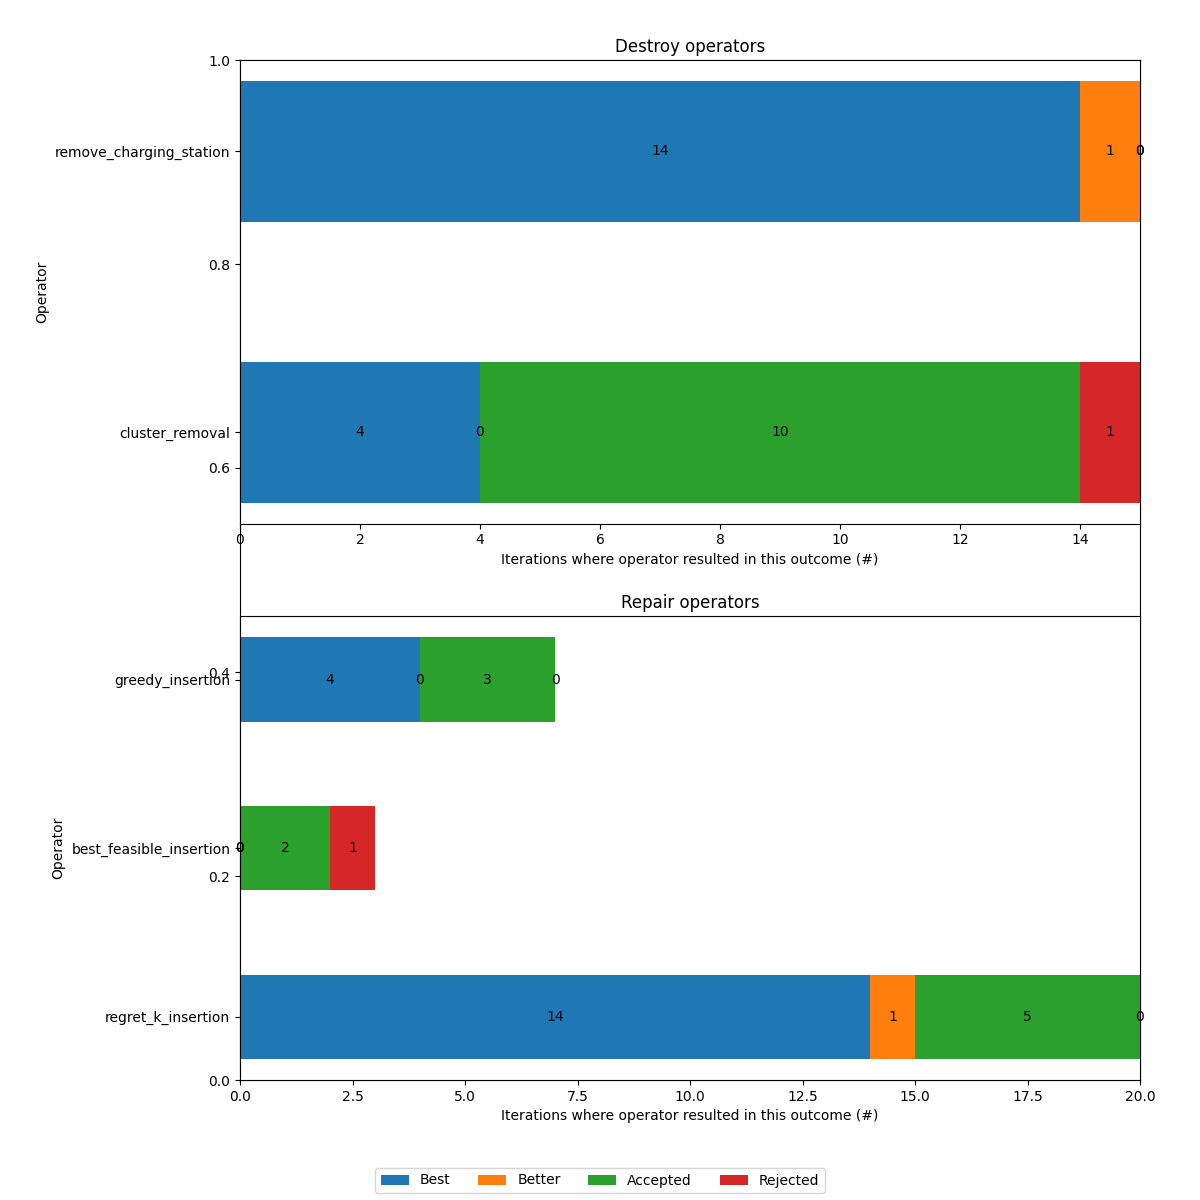 Destroy operators
1.0
remove_charging_station
14
1
0
0.8
Operator
cluster_removal
4
0
10
1
0.6
0 2 4 6 8 10 12 14
Iterations where operator resulted in this outcome (#)
Repair operators
0.4
greedy_insertion
4
0
3
0
Operator
best_feasible_insertion
0
2
1
0.2
regret_k_insertion
14
1
5
0
0.0
0.0 2.5 5.0 7.5 10.0 12.5 15.0 17.5 20.0
Iterations where operator resulted in this outcome (#)
Best Better Accepted Rejected